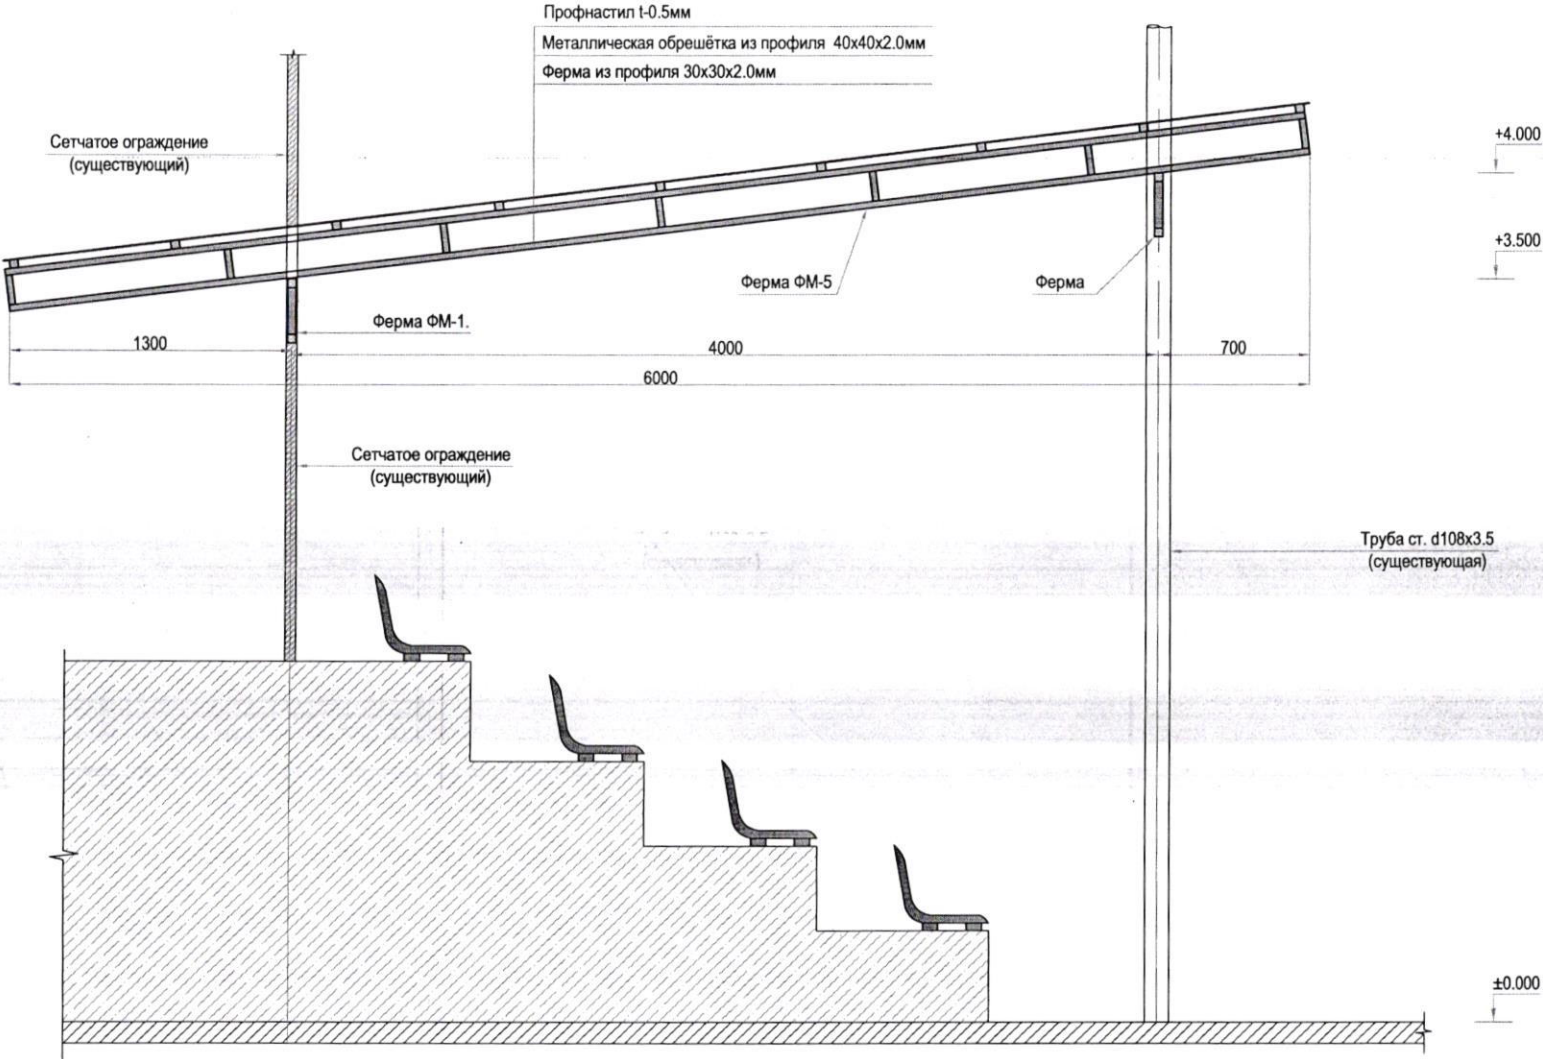 Профнастил t-0.5мм
Металлическая обрешётка из профиля 40х40х2.0мм
Ферма из профиля 30х30х2.0мм
Сетчатое ограждение
(существующий)
+4.000
+3.500
Ферма ФМ-5
Ферма
Ферма ФМ-1.
1300
4000
700
6000
Сетчатое ограждение
(существующий)
Труба ст. d108х3.5
(существующая)
±0.000